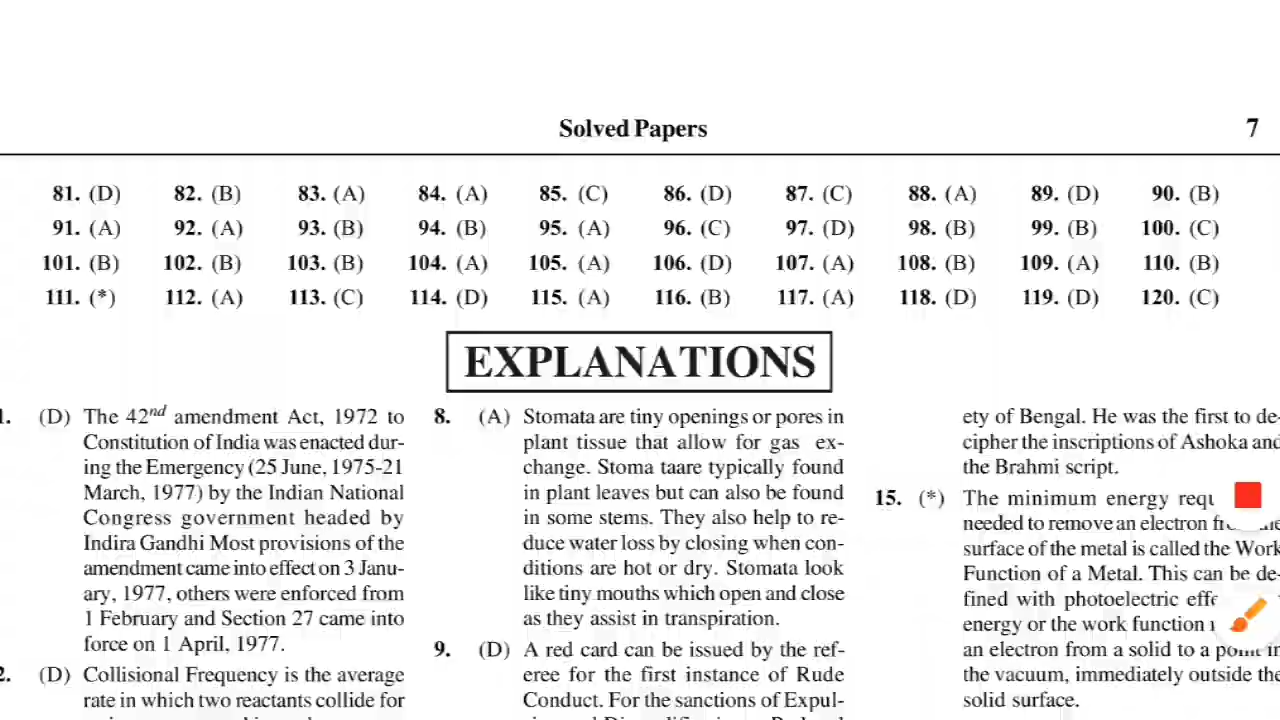 Solved Papers 7
81. (D) 82. (B) 83. (A) 84. (A) 85. (C) 86. (D) 87. (C) 88. (A) 89. (D) 90. (B)
91. (A) 92. (A) 93. (B) 94. (B) 95. (A) 96. (C) 97. (D) 98. (B) 99. (B) 100. (C)
101. (B) 102. (B) 103. (B) 104. (A) 105. (A) 106. (D) 107. (A) 108. (B) 109. (A) 110. (B)
111. (*) 112. (A) 113. (C) 114. (D) 115. (A) 116. (B) 117. (A) 118. (D) 119. (D) 120. (C)
EXPLANATIONS
1. (D) The 42nd amendment Act, 1972 to
Constitution of India was enacted dur-
ing the Emergency (25 June, 1975-21
March, 1977) by the Indian National
Congress government headed by
Indira Gandhi Most provisions of the
amendment came into effect on 3 Janu-
ary, 1977, others were enforced from
1 February and Section 27 came into
force on 1 April, 1977.
2. (D) Collisional Frequency is the average
rate in which two reactants collide for
8. (A) Stomata are tiny openings or pores in
plant tissue that allow for gas ex-
change. Stoma taare typically found
in plant leaves but can also be found
in some stems. They also help to re-
duce water loss by closing when con-
ditions are hot or dry. Stomata look
like tiny mouths which open and close
as they assist in transpiration.
9. (D) A red card can be issued by the ref-
eree for the first instance of Rude
Conduct. For the sanctions of Expul-
ety of Bengal. He was the first to de-
cipher the inscriptions of Ashoka and
the Brahmi script.
15. (*) The minimum energy
needed to remove an electron
surface of the metal is called the Work
Function of a Metal. This can be de-
fined with photoelectric
energy or the work function
an electron from a solid to a point in
the vacuum, immediately outside the
solid surface.